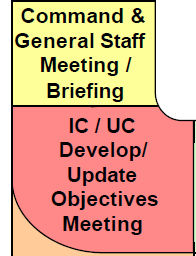 Command &
General Staff
Meeting /
Briefing
IC / UC
Develop/
Update
Objectives
Meeting